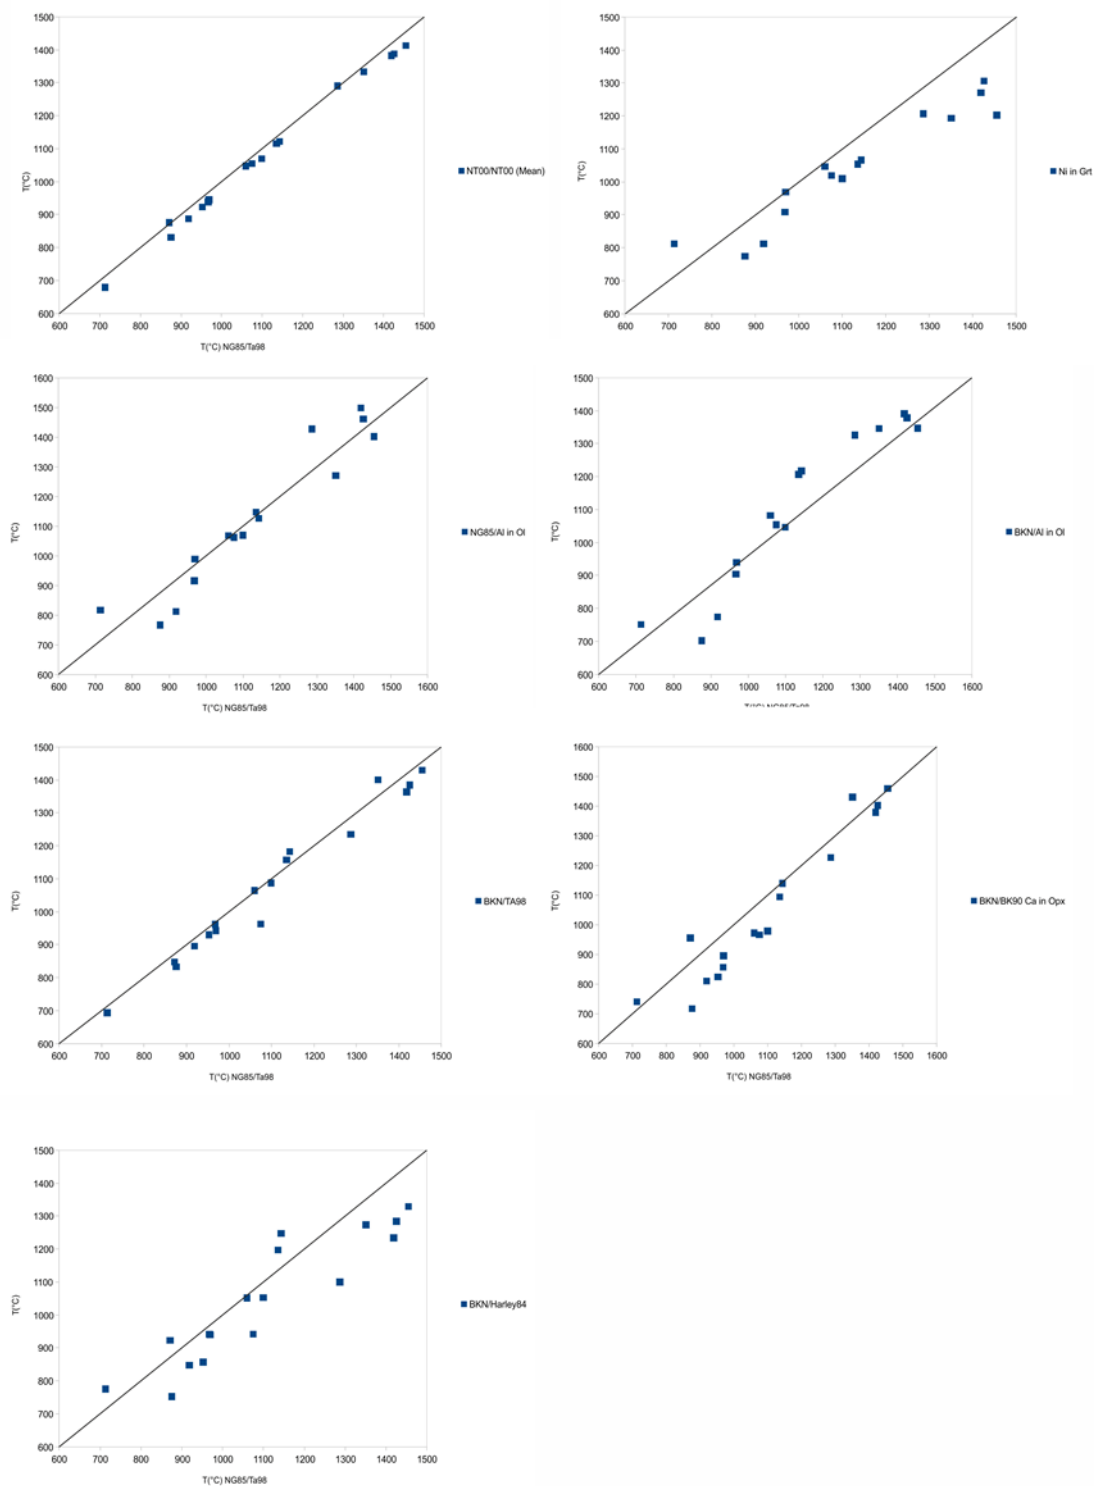 1500
1400
1300
1200
1100
1000
900
800
700
600
T(°C)
600 700 800 900 1000 1100 1200 1300 1400 1500
T(°C) NG85/Ta98
NT00/NT00 (Mean)
1500
1400
1300
1200
1100
1000
900
800
700
600
T(°C)
600 700 800 900 1000 1100 1200 1300 1400 1500
Ni in Grt
1600
1500
1400
1300
1200
1100
1000
900
800
700
600
T(°C)
600 700 800 900 1000 1100 1200 1300 1400 1500 1600
T(°C) NG85/Ta98
NG85/Al in Ol
1500
1400
1300
1200
1100
1000
900
800
700
600
T(°C)
600 700 800 900 1000 1100 1200 1300 1400 1500 1600
T(°C) NG85/Ta98
BKN/Al in Ol
1500
1400
1300
1200
1100
1000
900
800
700
600
T(°C)
600 700 800 900 1000 1100 1200 1300 1400 1500
T(°C) NG85/Ta98
BKN/TA98
1600
1500
1400
1300
1200
1100
1000
900
800
700
600
T(°C)
600 700 800 900 1000 1100 1200 1300 1400 1500 1600
T(°C) NG85/Ta98
BKN/BK90 Ca in Opx
1500
1400
1300
1200
1100
1000
900
800
700
600
T(°C)
600 700 800 900 1000 1100 1200 1300 1400 1500
T(°C) NG85/Ta98
BKN/Harley84